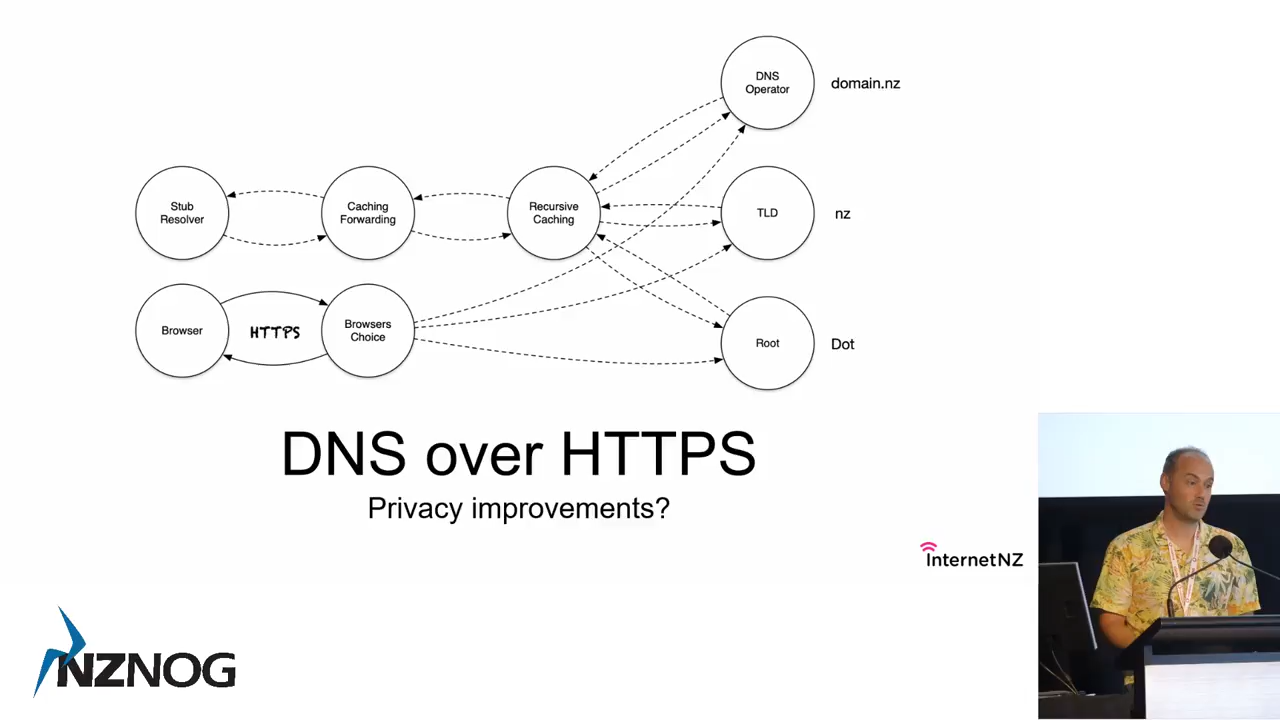 DNS
Operator
domain.nz
Stub
Resolver
Caching
Forwarding
Recursive
Caching
TLD
nz
Browser
HTTPS
Browsers
Choice
Root
Dot
DNS over HTTPS
Privacy improvements?
InternetNZ
NZNOG